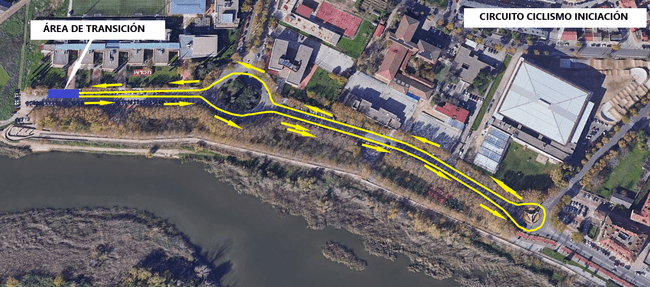 CIRCUITO CICLISMO INICIACIÓN
ÁREA DE TRANSICIÓN